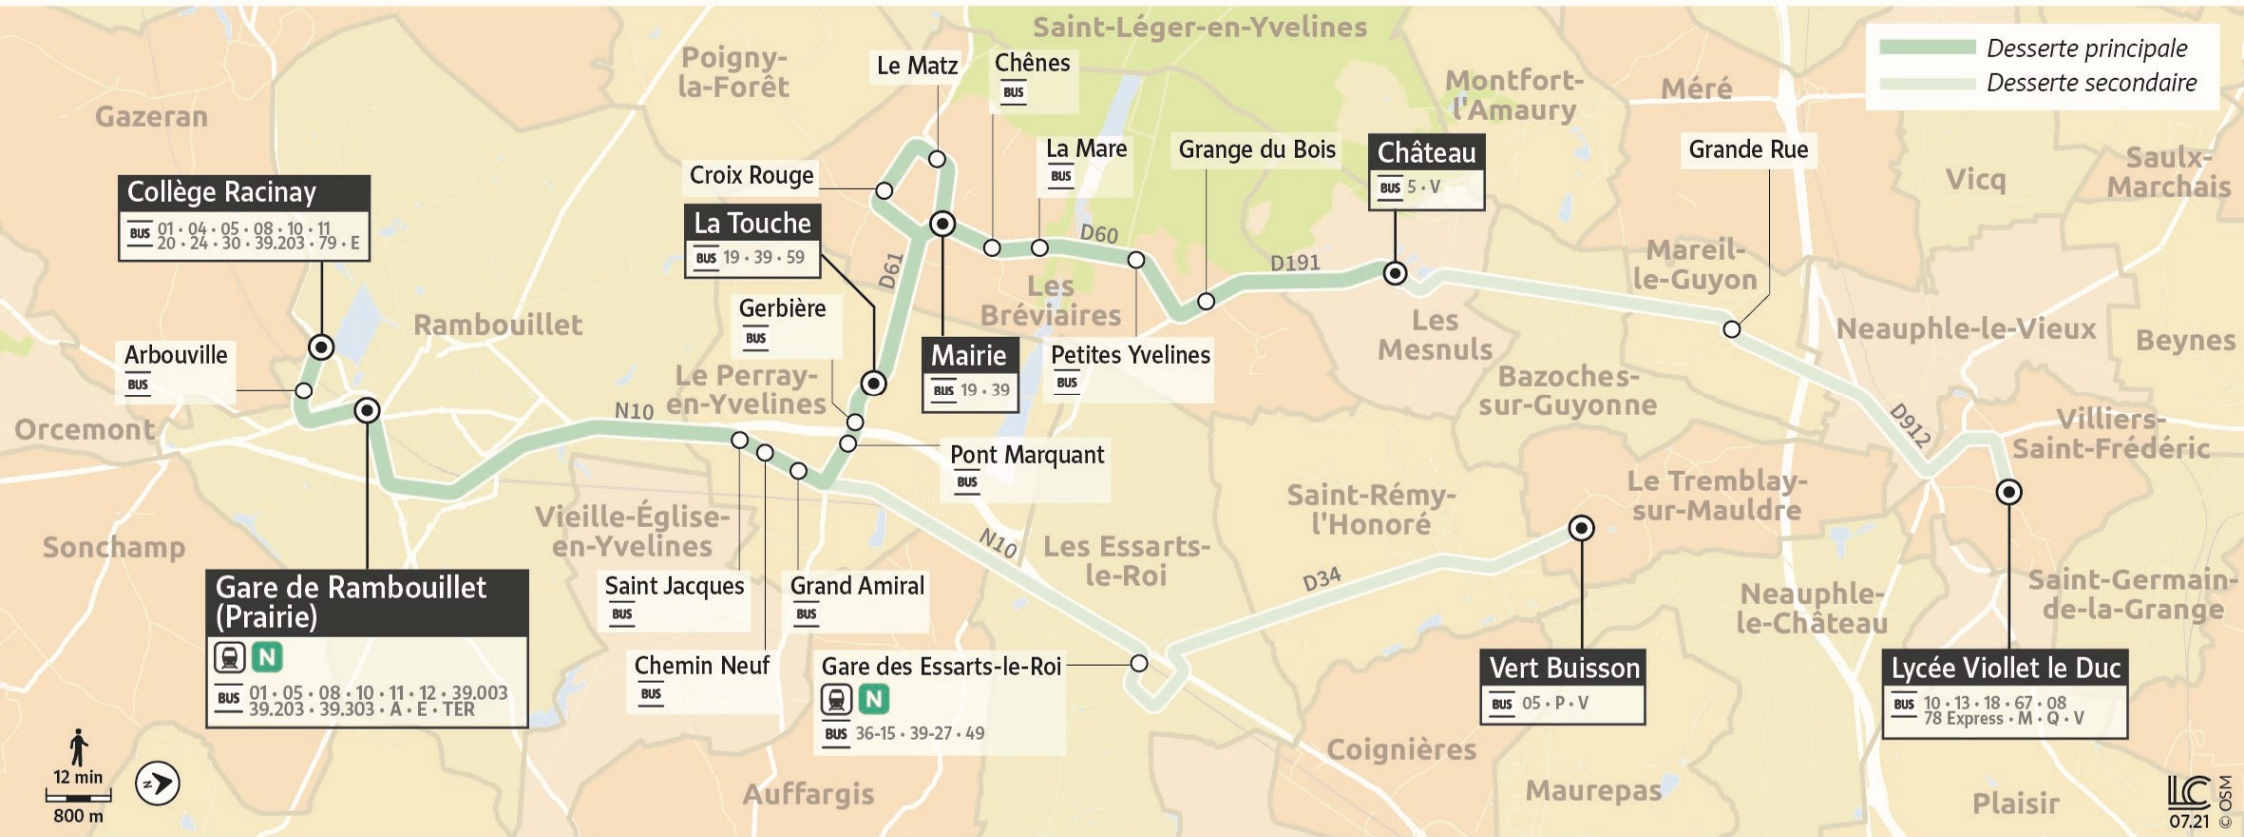 Saint-Léger-en-Yvelines
Desserte principale
Desserte secondaire
Poigny-
la-Forêt
Le Matz
Chênes
BUS
Montfort-
l'Amaury
Méré
Gazeran
Croix Rouge
La Mare
BUS
Grange du Bois
Château
BUS 5 • V
Grande Rue
Vicq
Saulx-
Marchais
Collège Racinay
BUS 01 • 04 • 05 • 08 • 10 • 11
20 • 24 • 30 • 39.203 • 79 • E
La Touche
BUS 19 • 39 • 59
D61
D60
D191
Mareil-
le-Guyon
Les
Bréviaires
Rambouillet
Gerbière
BUS
Les
Mesnuls
Neauphle-le-Vieux
Beynes
Arbouville
BUS
Mairie
BUS 19 • 39
Petites Yvelines
BUS
Le Perray-
en-Yvelines
N10
Bazoches-
sur-Guyonne
D912
Villiers-
Saint-Frédéric
Orcemont
Pont Marquant
BUS
Saint-Rémy-
l'Honoré
Le Tremblay-
sur-Mauldre
Sonchamp
Vieille-Église-
en-Yvelines
N10
Les Essarts-
le-Roi
D34
Gare de Rambouillet
(Prairie)
N
BUS 01 • 05 • 08 • 10 • 11 • 12 • 39.003
39.203 • 39.303 • A • E • TER
Saint Jacques
BUS
Grand Amiral
BUS
Neauphle-
le-Château
Saint-Germain-
de-la-Grange
Chemin Neuf
BUS
Gare des Essarts-le-Roi
N
BUS 36-15 • 39-27 • 49
Vert Buisson
BUS 05 • P • V
Lycée Viollet le Duc
BUS 10 • 13 • 18 • 67 • 08
78 Express • M • Q • V
Coignières
Maurepas
Auffargis
Plaisir
12 min
800 m
N
LC
07.21
© OSM